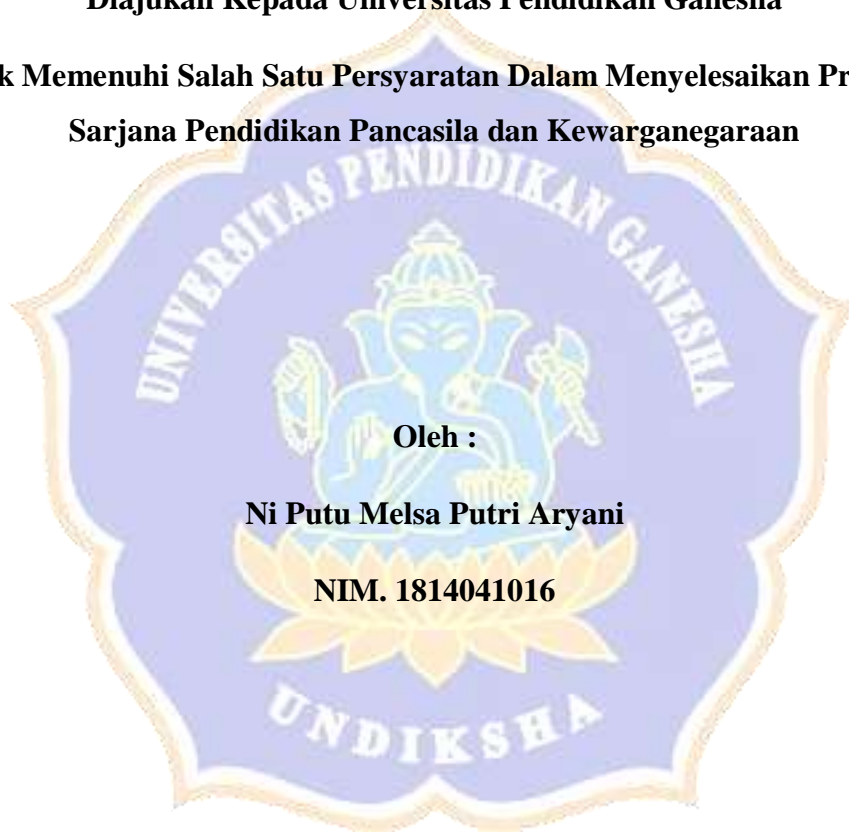 Diajukan Kepada Universitas Pendidikan Ganesha
Memenuhi Salah Satu Persyaratan Dalam Menyelesaikan
Sarjana Pendidikan Pancasila dan Kewarganegaraan
UNIVERSITAS PENDIDIKAN GANESHA
Oleh :
Ni Putu Melsa Putri Aryani
NIM. 1814041016
UNDIKSHA